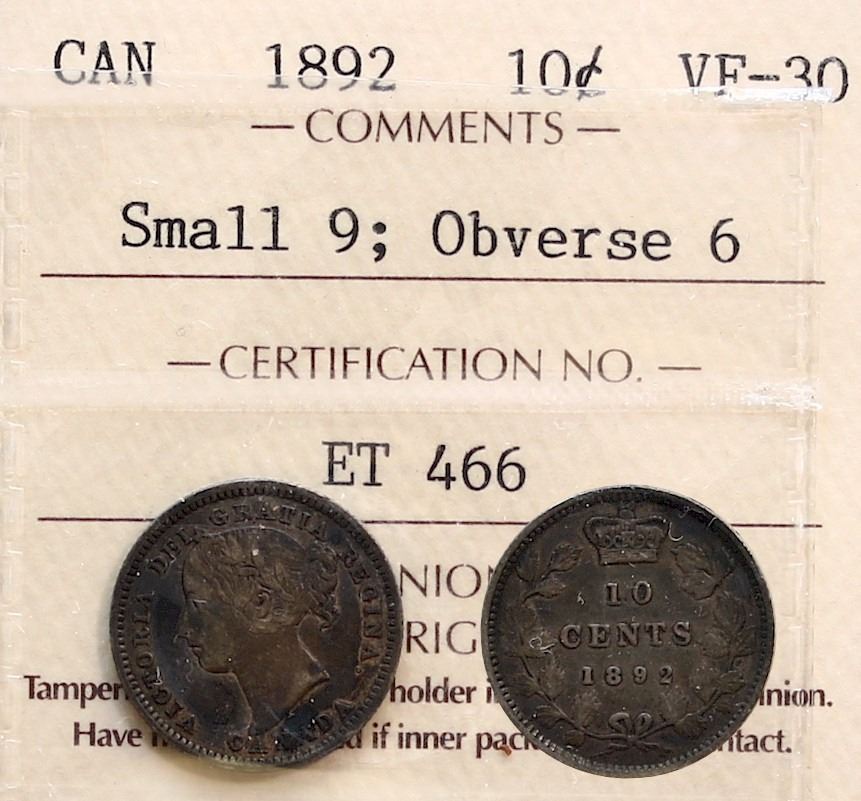 CAN 1892 10¢ VF-30
— COMMENTS —
Small 9; Obverse 6
— CERTIFICATION NO. —
ET 466
VICTORIA DEI GRATIA REGINA.
CANADA
10
CENTS
1892
Tamper holder
Have if inner